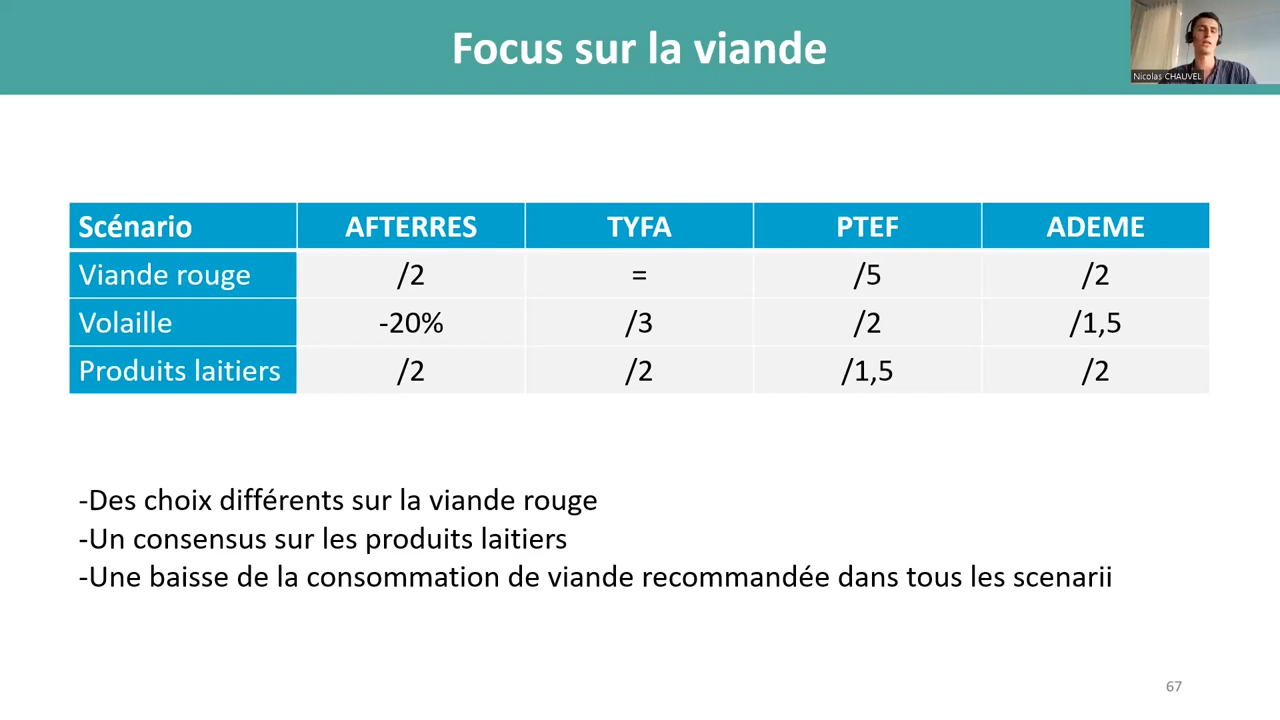 Focus sur la viande
Nicolas CHAUVEL
Scénario AFTERRES TYFA PTEF ADEME
Viande rouge /2 = /5 /2
Volaille -20% /3 /2 /1,5
Produits laitiers /2 /2 /1,5 /2
-Des choix différents sur la viande rouge
-Un consensus sur les produits laitiers
-Une baisse de la consommation de viande recommandée dans tous les scenarii
67